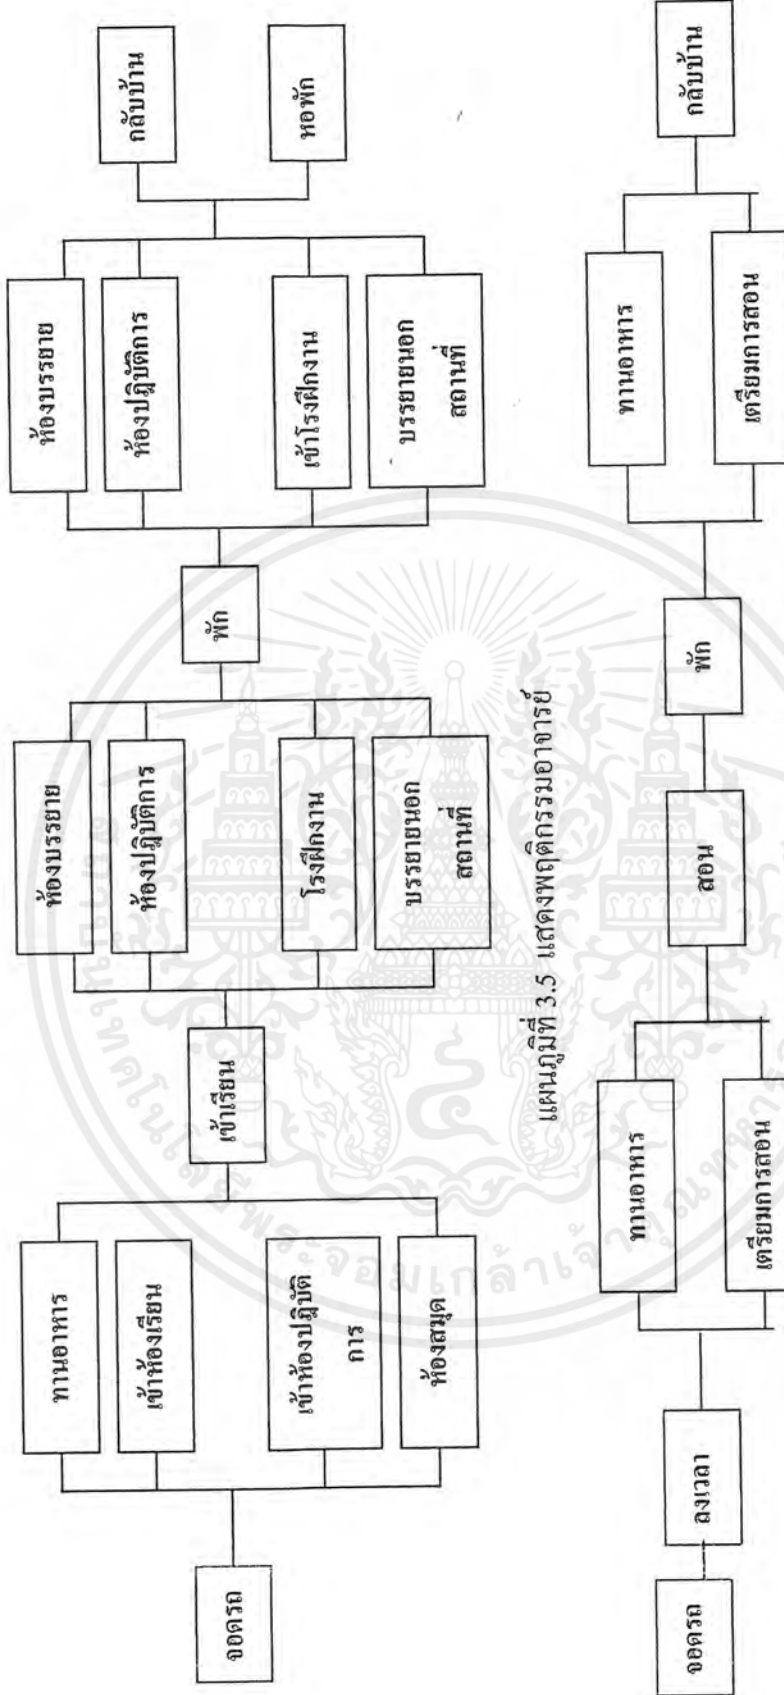 จอดรถ
ทานอาหาร
เข้าห้องเรียน
เข้าห้องปฏิบัติ
การ
ห้องสมุด
เข้าเรียน
ห้องบรรยาย
ห้องปฏิบัติการ
โรงฝึกงาน
บรรยายนอก
สถานที่
พัก
ห้องบรรยาย
ห้องปฏิบัติการ
เข้าโรงฝึกงาน
บรรยายนอก
สถานที่
กลับบ้าน
หอพัก
แผนภูมิที่ 3.5 แสดงพฤติกรรมอาจารย์
จอดรถ
ลงเวลา
ทานอาหาร
เตรียมการสอน
สอน
พัก
ทานอาหาร
เตรียมการสอน
กลับบ้าน